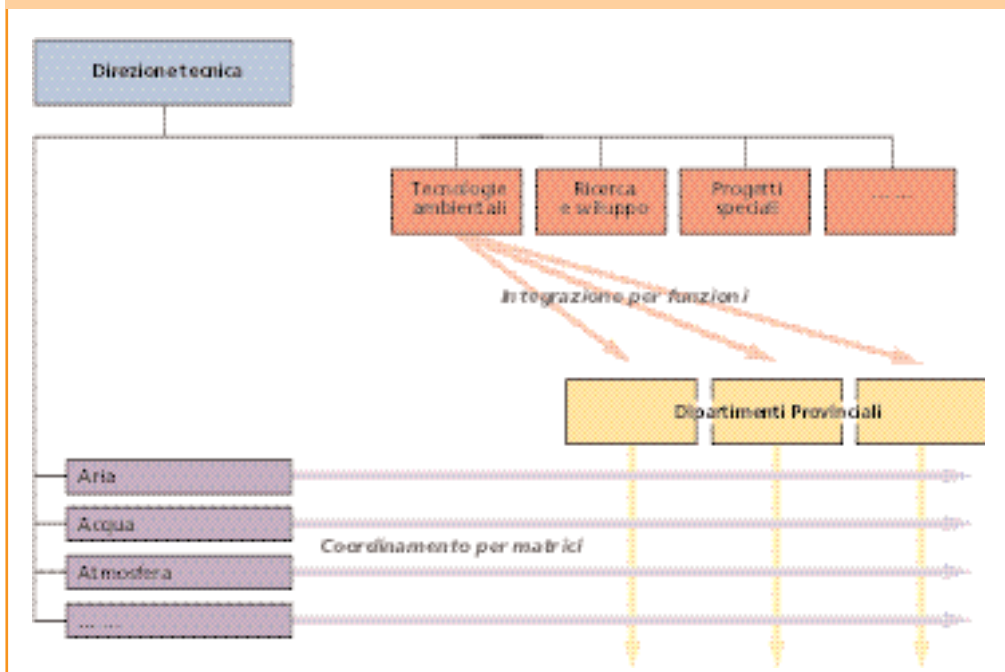 Direzione tecnica
Tecnologie
ambientali
Ricerca
e sviluppo
Progetti
speciali
... ...
Integrazione per funzioni
Dipartimenti Provinciali
Aria
Acqua
Coordinamento per matrici
Atmosfera
... ...